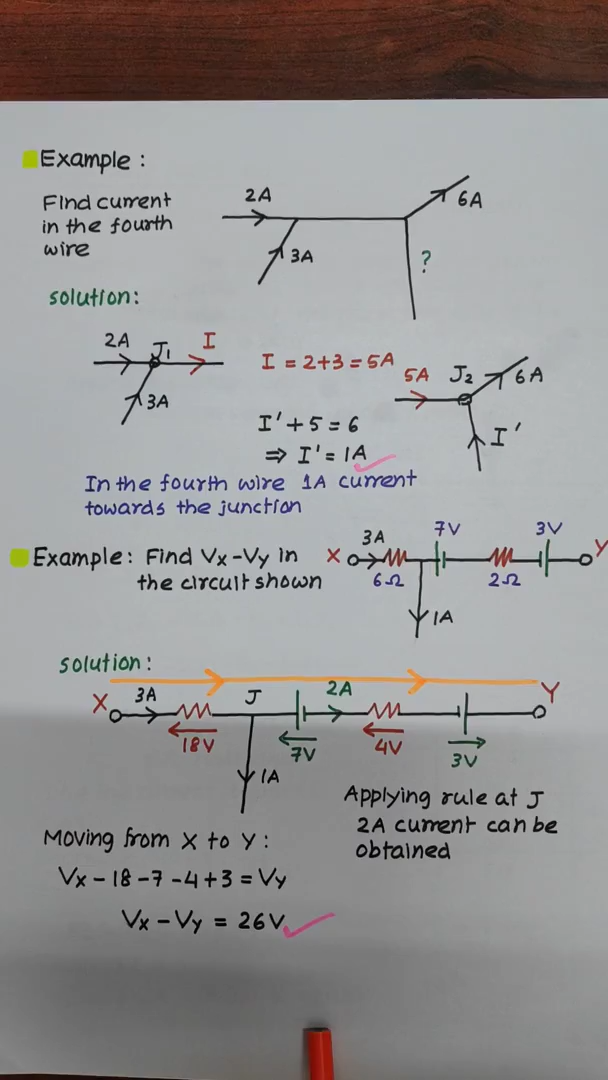 Example :
Find current
in the fourth
wire
2A
6A
3A
?
solution:
2A J₁ I
3A
I = 2+3 = 5A
5A J₂ 6A
I'
I' + 5 = 6
⇒ I' = 1A
In the fourth wire 1A current
towards the junction
Example: Find Vx-Vy in
the circuit shown
X 3A 7V 3V Y
6Ω 2Ω
1A
solution:
X 3A J 2A Y
18V 7V 4V 3V
1A
Applying rule at J
2A current can be
obtained
Moving from X to Y:
Vx - 18 - 7 - 4 + 3 = Vy
Vx - Vy = 26V